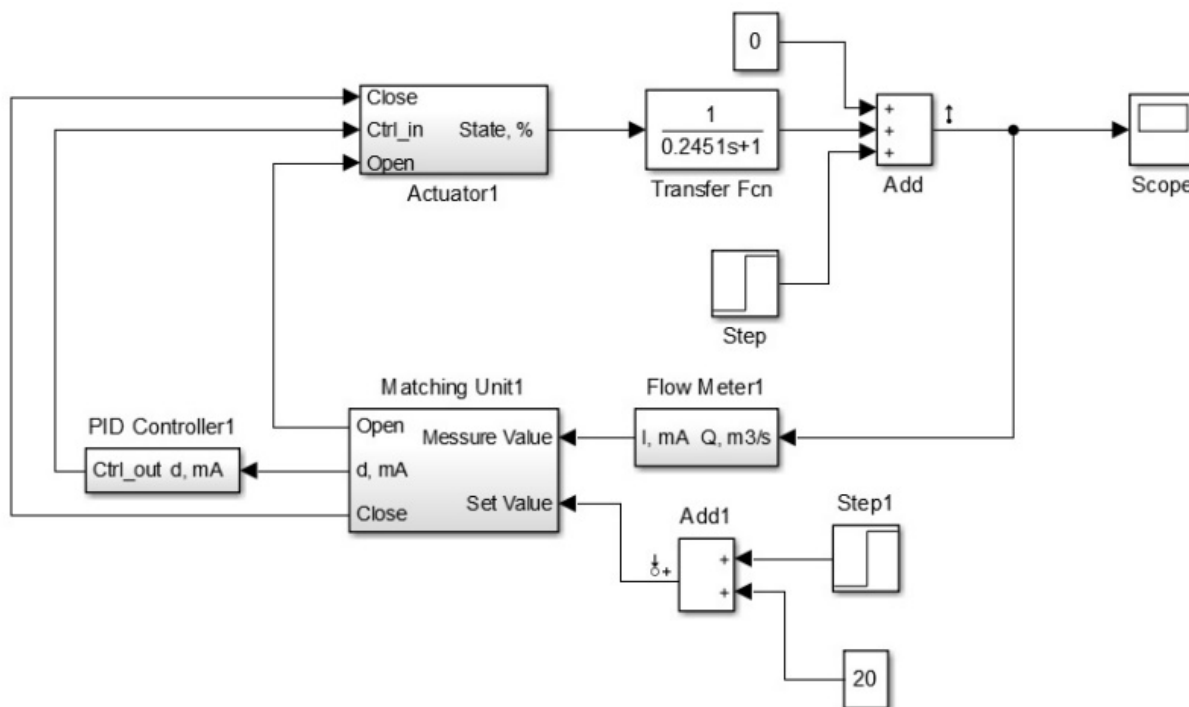 0
Close
Ctrl_in State, %
Open
Actuator1
1
0.2451s+1
Transfer Fcn
+
+
+
Add
Scope
Step
Matching Unit1
Flow Meter1
PID Controller1
Open
Messure Value
I, mA Q, m3/s
Ctrl_out d, mA
d, mA
Close
Set Value
Step1
Add1
+
+
+
20